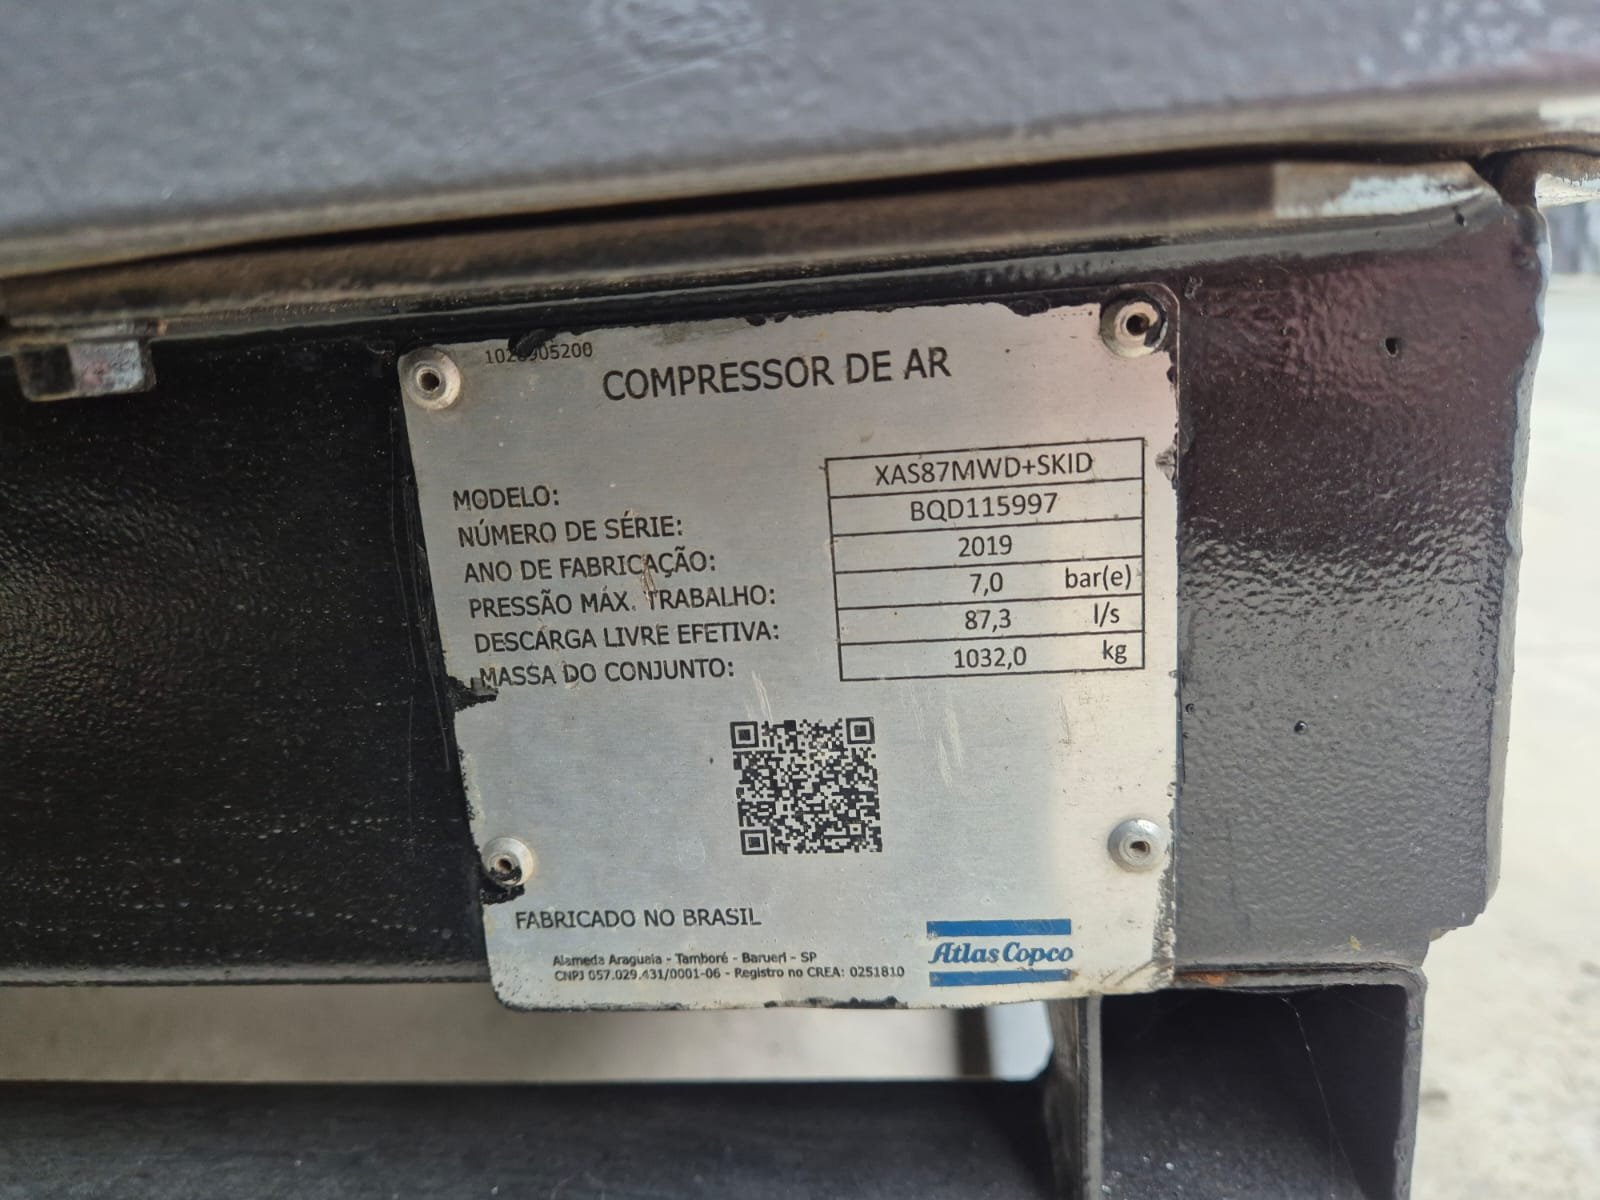 COMPRESSOR DE AR
MODELO: XAS87MWD+SKID
NÚMERO DE SÉRIE: BQD115997
ANO DE FABRICAÇÃO: 2019
PRESSÃO MÁX. TRABALHO: 7,0 bar(e)
DESCARGA LIVRE EFETIVA: 87,3 l/s
MASSA DO CONJUNTO: 1032,0 kg
FABRICADO NO BRASIL
Alameda Araguaia - Tamboré - Barueri - SP
CNPJ 057.029.431/0001-06 - Registro no CREA: 0251810
Atlas Copco